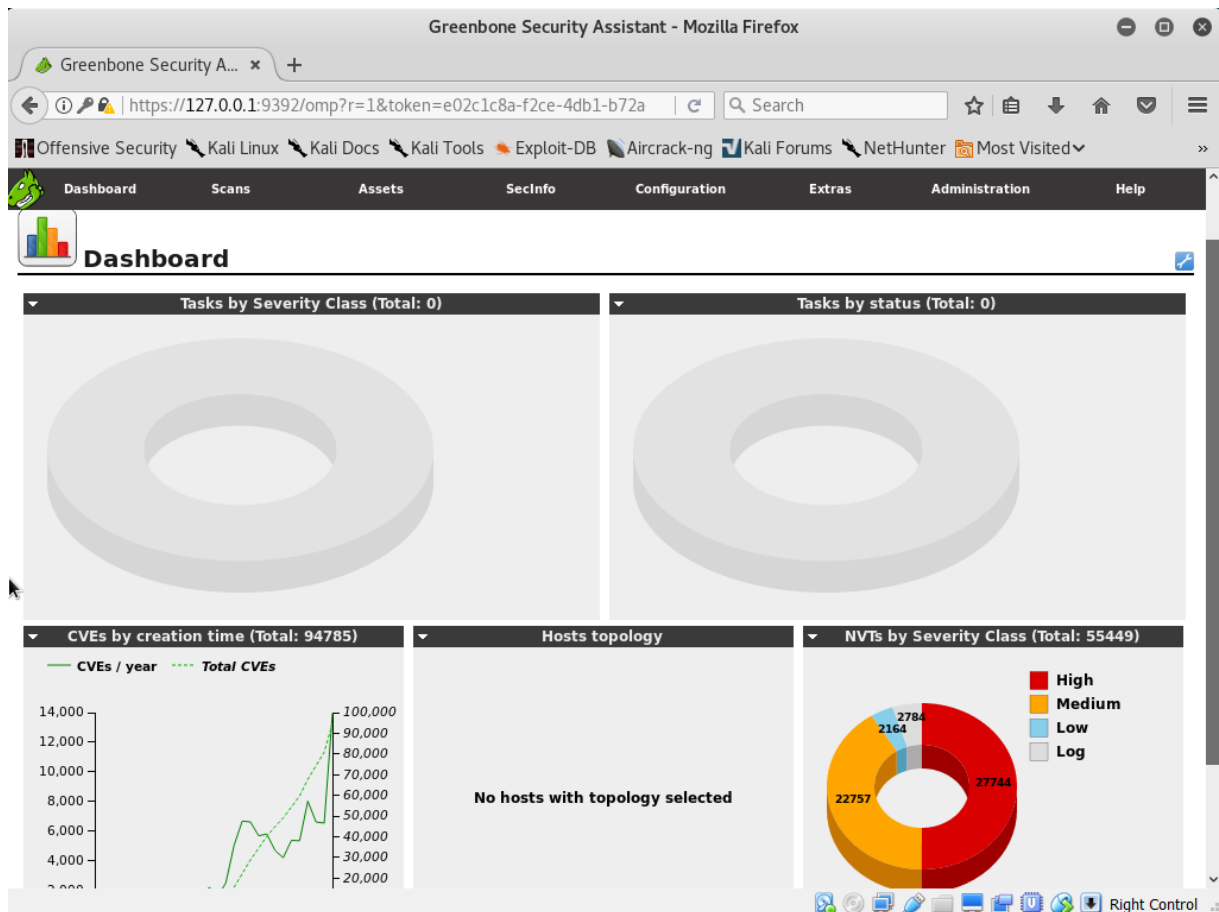 Greenbone Security Assistant - Mozilla Firefox
Greenbone Security A...
https://127.0.0.1:9392/omp?r=1&token=e02c1c8a-f2ce-4db1-b72a
Search
Offensive Security Kali Linux Kali Docs Kali Tools Exploit-DB Aircrack-ng Kali Forums NetHunter Most Visited
Dashboard Scans Assets SecInfo Configuration Extras Administration Help
Dashboard
Tasks by Severity Class (Total: 0)
Tasks by status (Total: 0)
CVEs by creation time (Total: 94785)
CVEs / year Total CVEs
14,000
12,000
10,000
8,000
6,000
4,000
100,000
90,000
80,000
70,000
60,000
50,000
40,000
30,000
20,000
Hosts topology
No hosts with topology selected
NVTs by Severity Class (Total: 55449)
High
Medium
Low
Log
2784
2164
27744
22757
Right Control